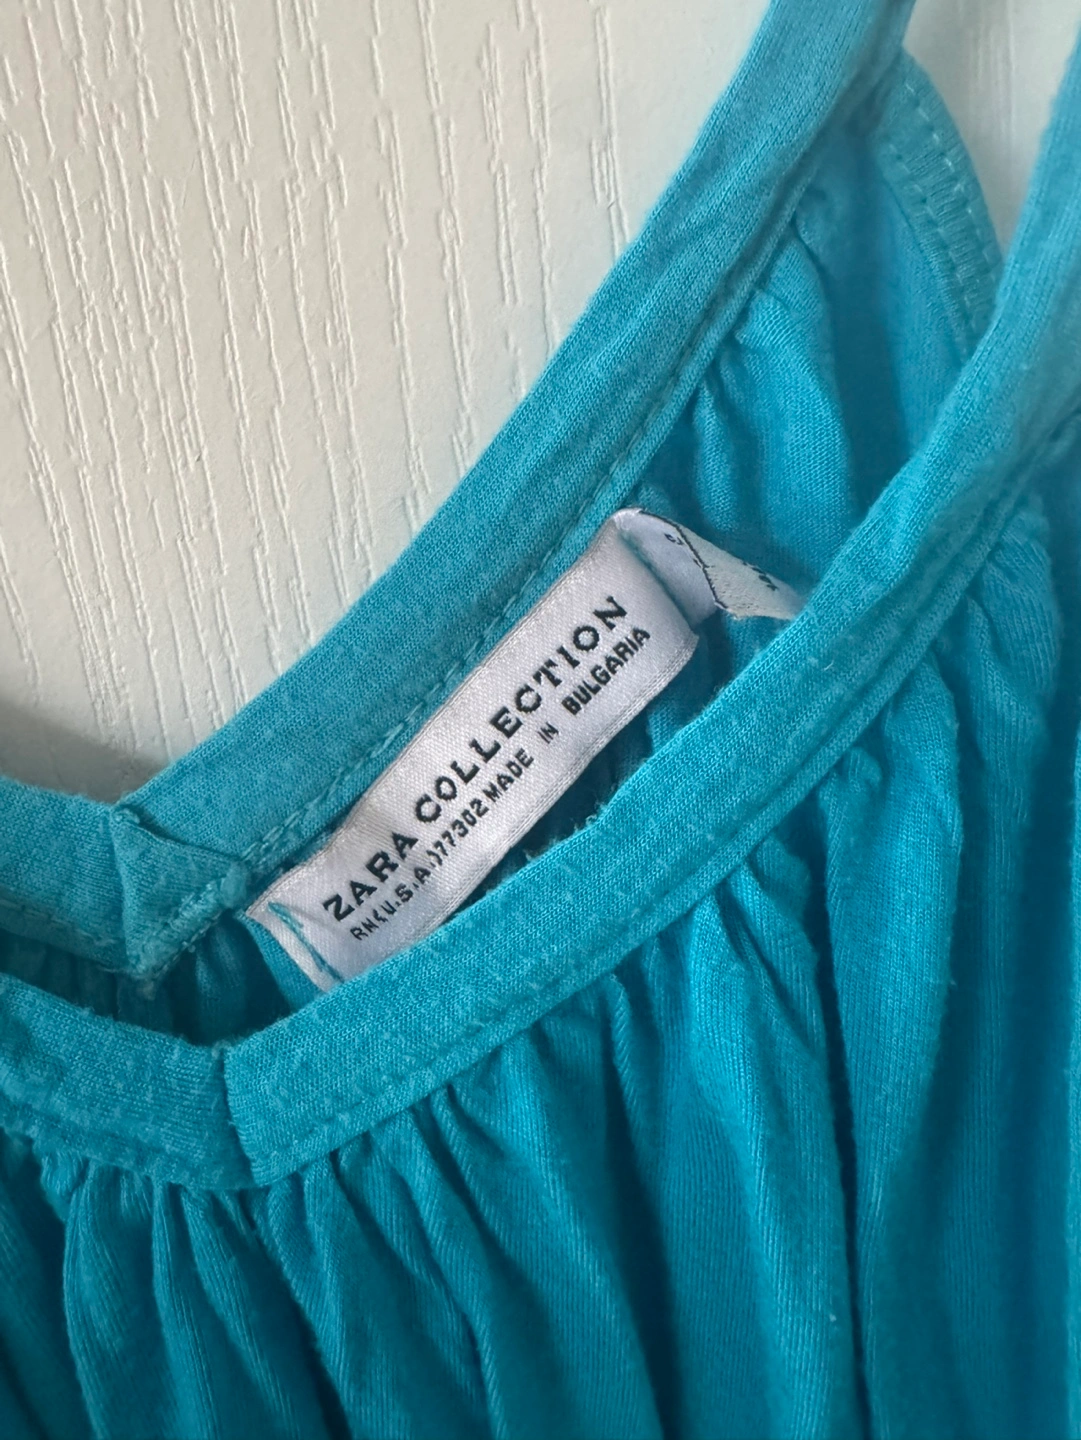 ZARA COLLECTION
RN(U.S.A.)77302 MADE IN BULGARIA